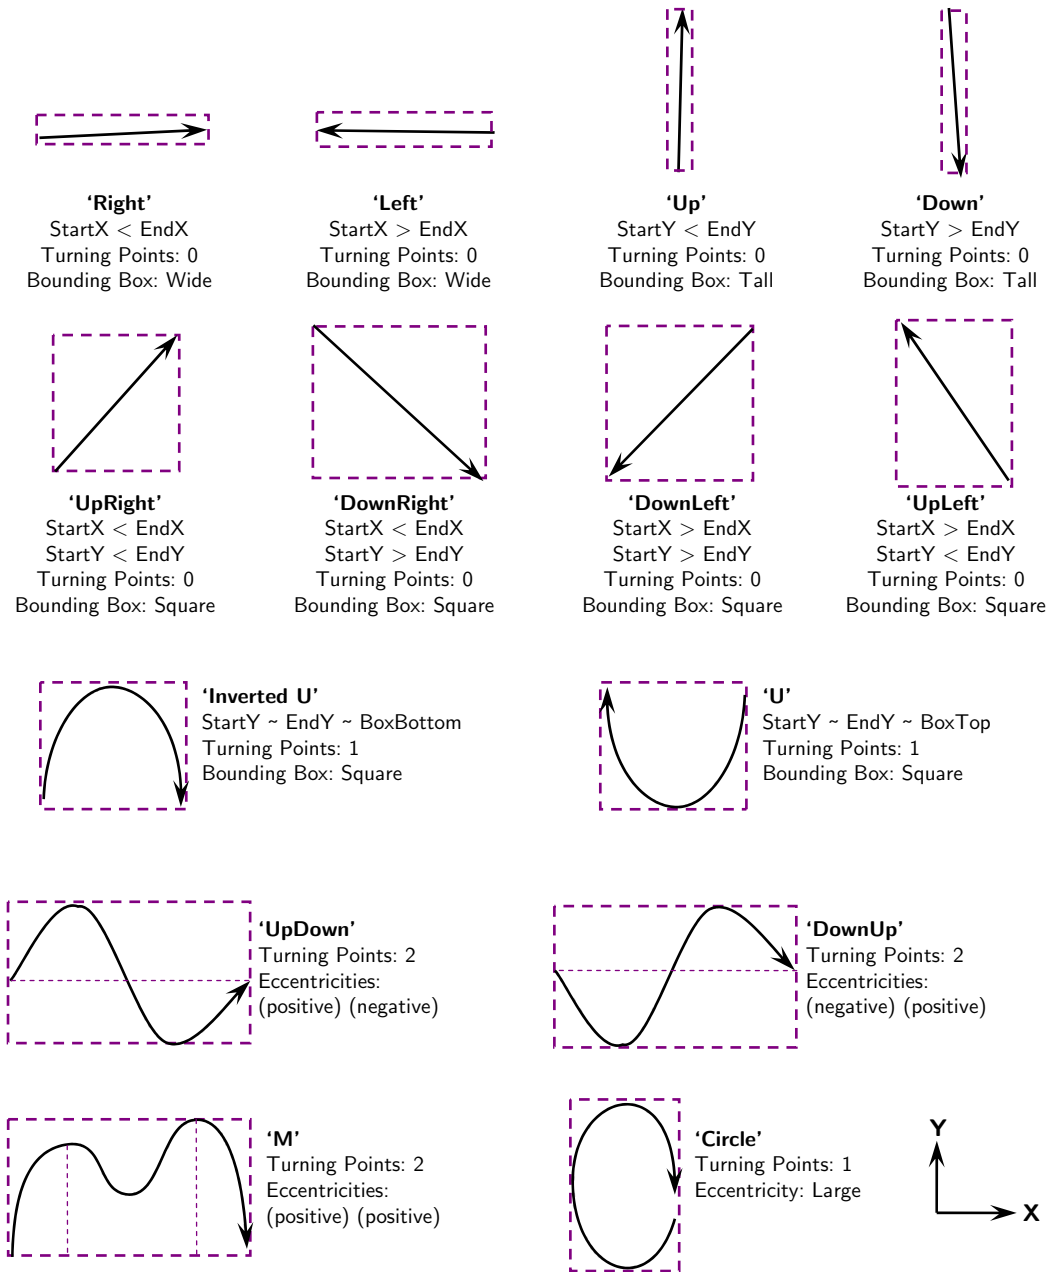 ‘Right’
StartX < EndX
Turning Points: 0
Bounding Box: Wide
‘Left’
StartX > EndX
Turning Points: 0
Bounding Box: Wide
‘Up’
StartY < EndY
Turning Points: 0
Bounding Box: Tall
‘Down’
StartY > EndY
Turning Points: 0
Bounding Box: Tall
‘UpRight’
StartX < EndX
StartY < EndY
Turning Points: 0
Bounding Box: Square
‘DownRight’
StartX < EndX
StartY > EndY
Turning Points: 0
Bounding Box: Square
‘DownLeft’
StartX > EndX
StartY > EndY
Turning Points: 0
Bounding Box: Square
‘UpLeft’
StartX > EndX
StartY < EndY
Turning Points: 0
Bounding Box: Square
‘Inverted U’
StartY ~ EndY ~ BoxBottom
Turning Points: 1
Bounding Box: Square
‘U’
StartY ~ EndY ~ BoxTop
Turning Points: 1
Bounding Box: Square
‘UpDown’
Turning Points: 2
Eccentricities:
(positive) (negative)
‘DownUp’
Turning Points: 2
Eccentricities:
(negative) (positive)
‘M’
Turning Points: 2
Eccentricities:
(positive) (positive)
‘Circle’
Turning Points: 1
Eccentricity: Large
Y
X